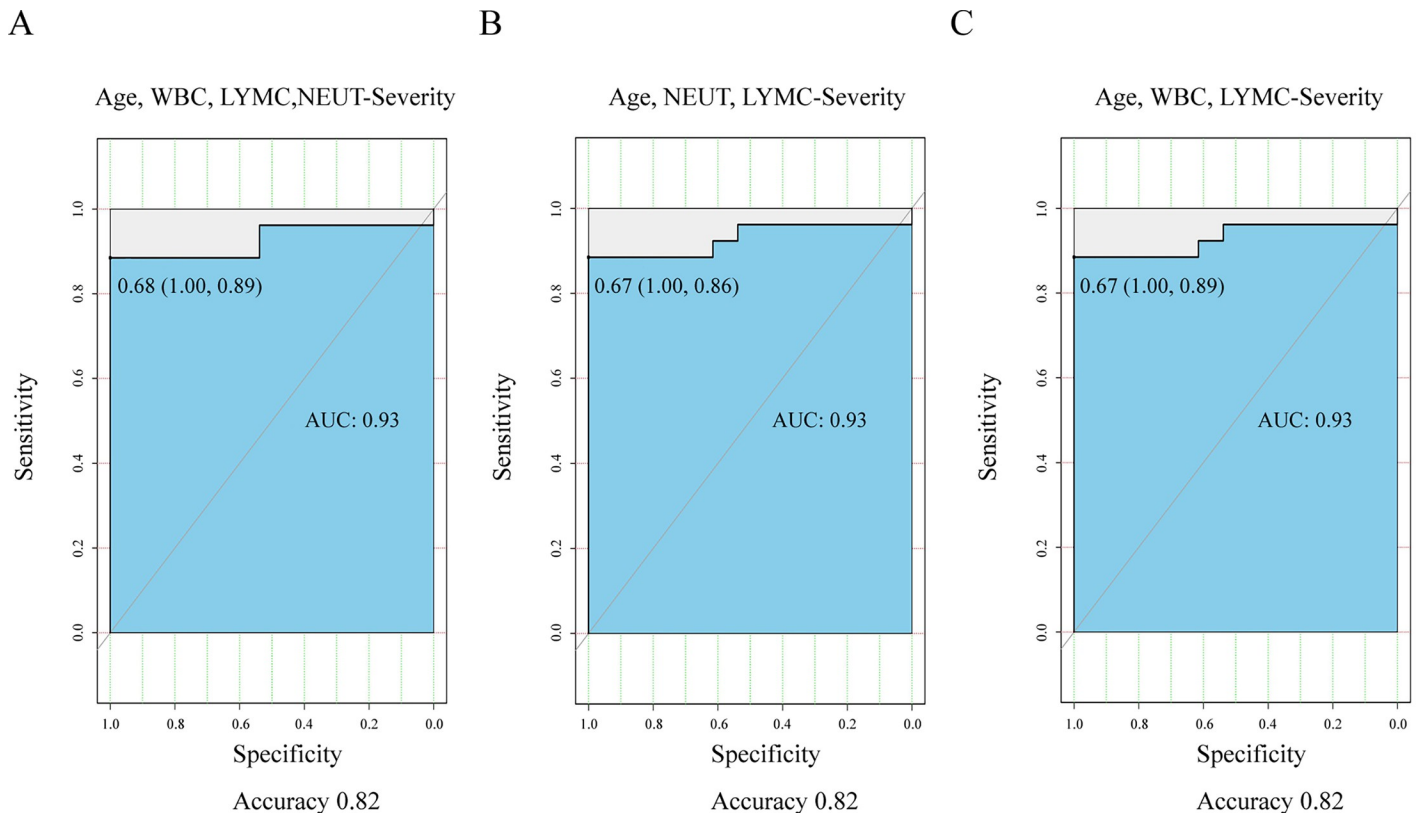 A
Age, WBC, LYMC,NEUT-Severity
1.0
0.8
0.6
0.4
0.2
0.0
Sensitivity
0.68 (1.00, 0.89)
AUC: 0.93
1.0 0.8 0.6 0.4 0.2 0.0
Specificity
Accuracy 0.82
B
Age, NEUT, LYMC-Severity
1.0
0.8
0.6
0.4
0.2
0.0
Sensitivity
0.67 (1.00, 0.86)
AUC: 0.93
1.0 0.8 0.6 0.4 0.2 0.0
Specificity
Accuracy 0.82
C
Age, WBC, LYMC-Severity
1.0
0.8
0.6
0.4
0.2
0.0
Sensitivity
0.67 (1.00, 0.89)
AUC: 0.93
1.0 0.8 0.6 0.4 0.2 0.0
Specificity
Accuracy 0.82